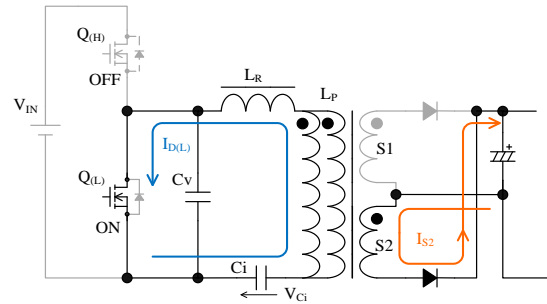 Q(H)
OFF
LR
LP
VIN
ID(L)
S1
Q(L)
Cv
+
ON
S2
IS2
Ci
VCi